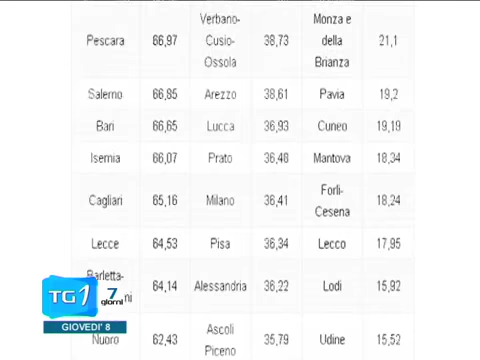 Pescara 66,97 Verbano-Cusio-Ossola 38,73 Monza e della Brianza 21,1
Salerno 66,85 Arezzo 38,61 Pavia 19,2
Bari 66,65 Lucca 36,93 Cuneo 19,19
Isernia 66,07 Prato 36,46 Mantova 18,34
Cagliari 65,16 Milano 36,41 Forlì-Cesena 18,24
Lecce 64,53 Pisa 36,34 Lecco 17,95
Barletta- 64,14 Alessandria 36,22 Lodi 15,92
Nuoro 62,43 Ascoli Piceno 35,79 Udine 15,52
TG1 7 giorni
GIOVEDI' 8